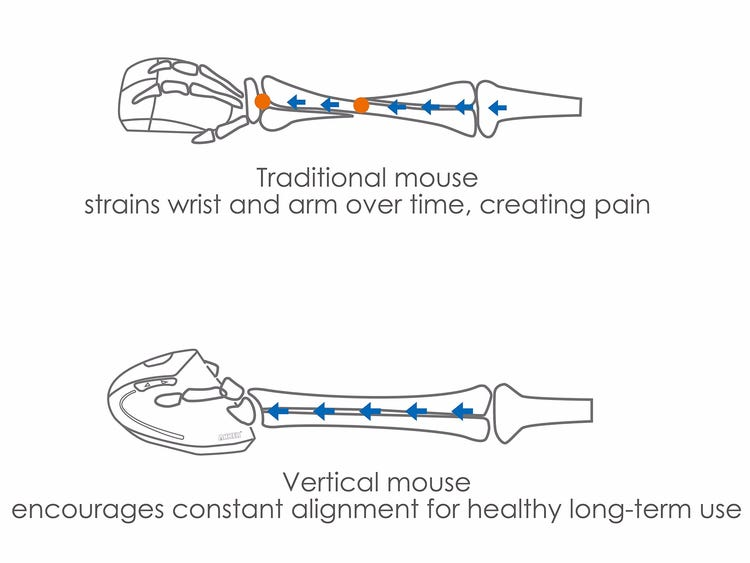 Traditional mouse
strains wrist and arm over time, creating pain
Vertical mouse
encourages constant alignment for healthy long-term use